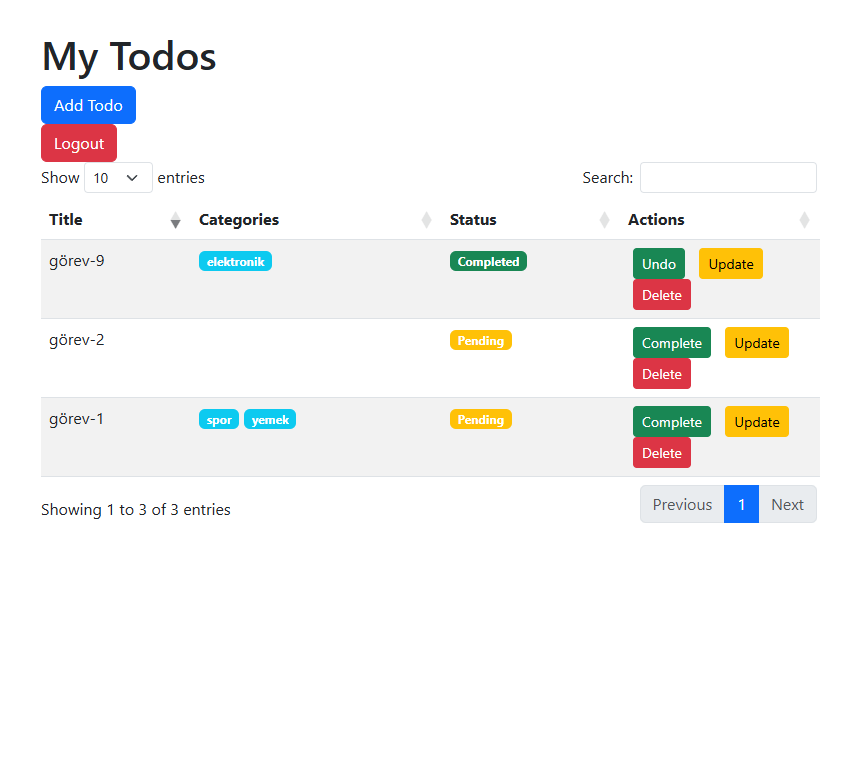 My Todos
Add Todo
Logout
Show 10 entries Search:
Title Categories Status Actions
görev-9 elektronik Completed Undo Update
Delete
görev-2 Pending Complete Update
Delete
görev-1 spor yemek Pending Complete Update
Delete
Showing 1 to 3 of 3 entries Previous 1 Next